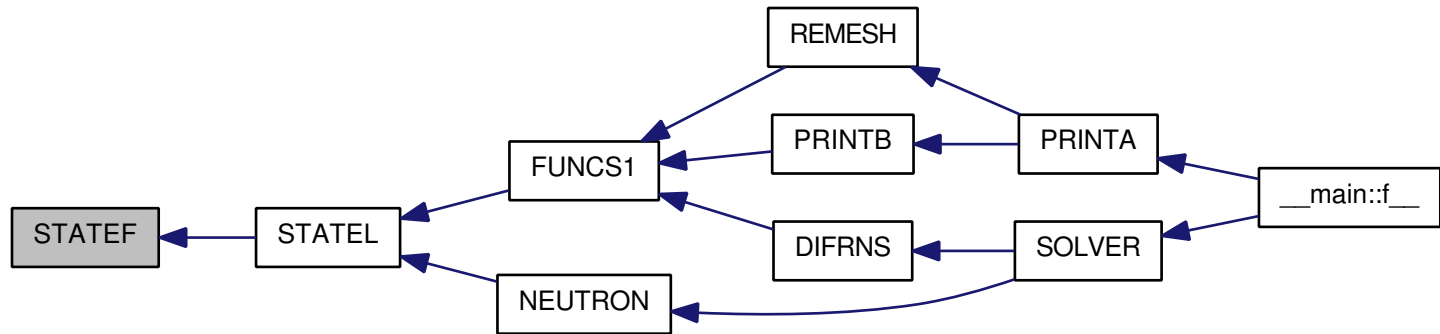 REMESH
PRINTB
PRINTA
FUNCS1
__main::f__
STATEF
STATEL
DIFRNS
SOLVER
NEUTRON